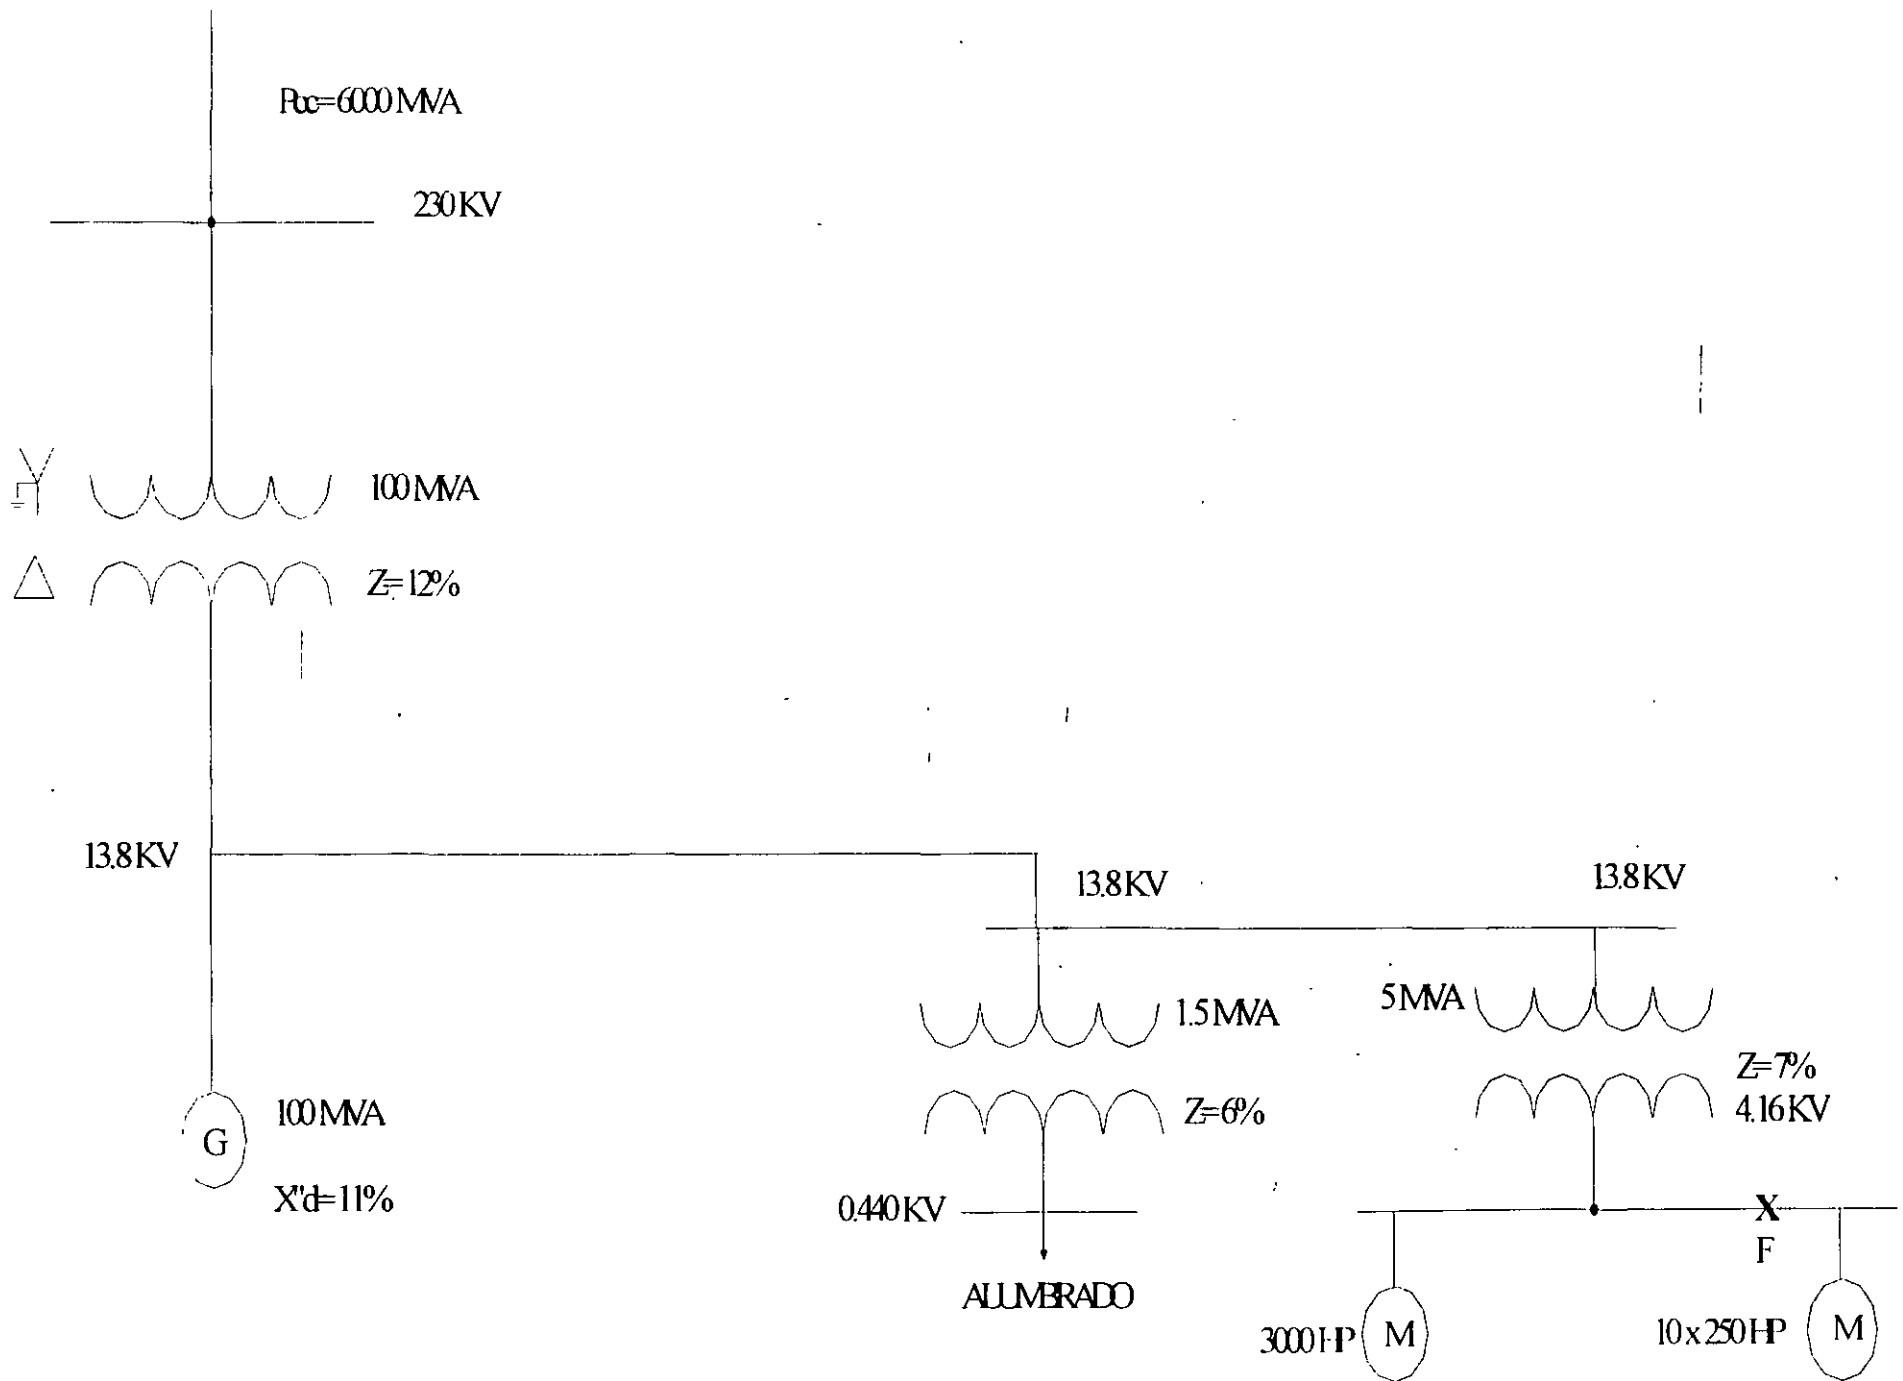 Pcc=6000 MVA
230 KV
100 MVA
Z=12%
13.8 KV
13.8 KV
13.8 KV
1.5 MVA
5 MVA
Z=7%
4.16 KV
100 MVA
G
Z=6%
X"d=11%
0.440 KV
X
F
ALUMBRADO
3000 HP
M
10 x 250 HP
M